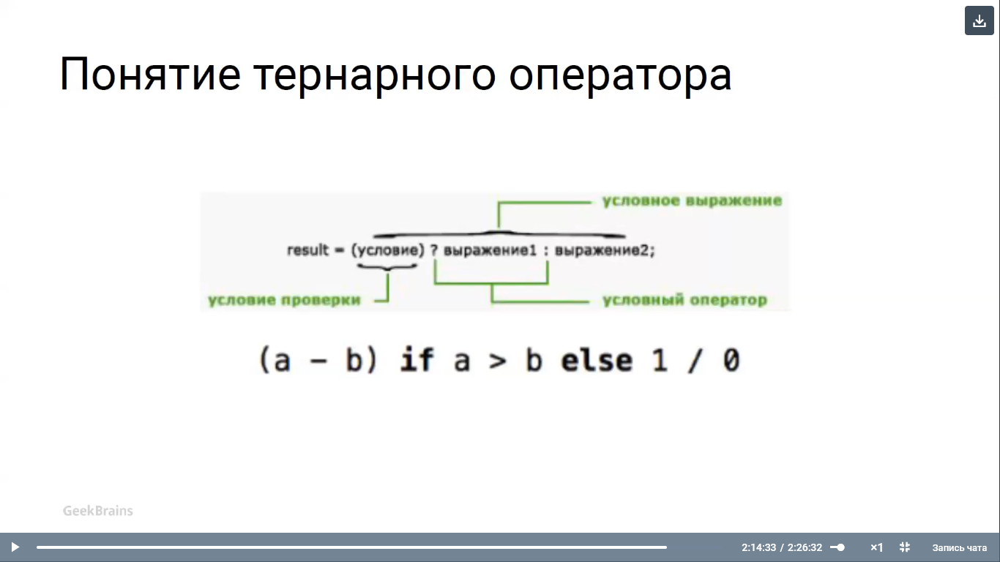 Понятие тернарного оператора
условное выражение
result = (условие) ? выражение1 : выражение2;
условие проверки
условный оператор
(a - b) if a > b else 1 / 0
GeekBrains
2:14:33 / 2:26:32
×1
Запись чата